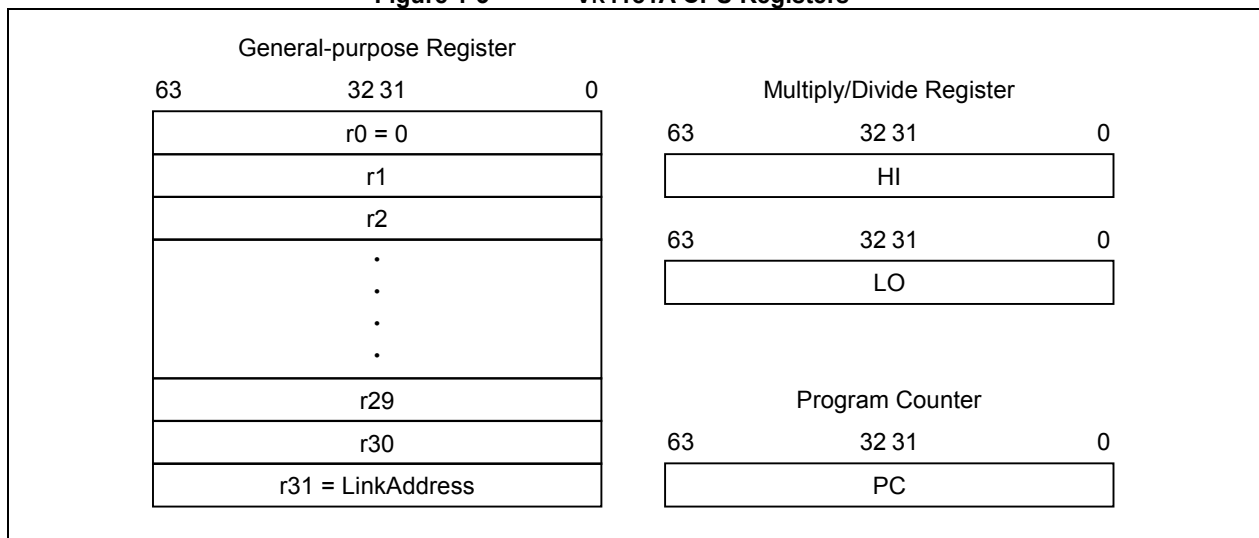 General-purpose Register
63 32 31 0
r0 = 0
r1
r2
r29
r30
r31 = LinkAddress
Multiply/Divide Register
63 32 31 0
HI
63 32 31 0
LO
Program Counter
63 32 31 0
PC